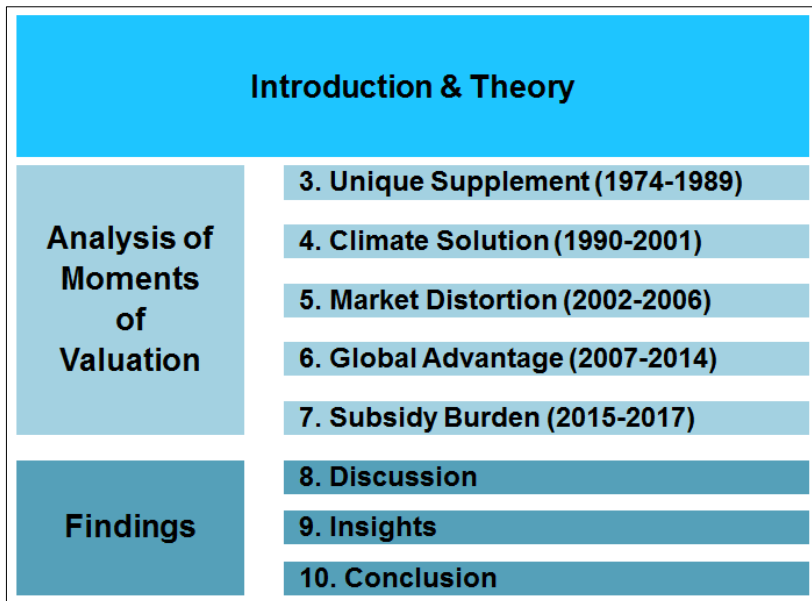 Introduction & Theory
Analysis of
Moments
of
Valuation
3. Unique Supplement (1974-1989)
4. Climate Solution (1990-2001)
5. Market Distortion (2002-2006)
6. Global Advantage (2007-2014)
7. Subsidy Burden (2015-2017)
Findings
8. Discussion
9. Insights
10. Conclusion